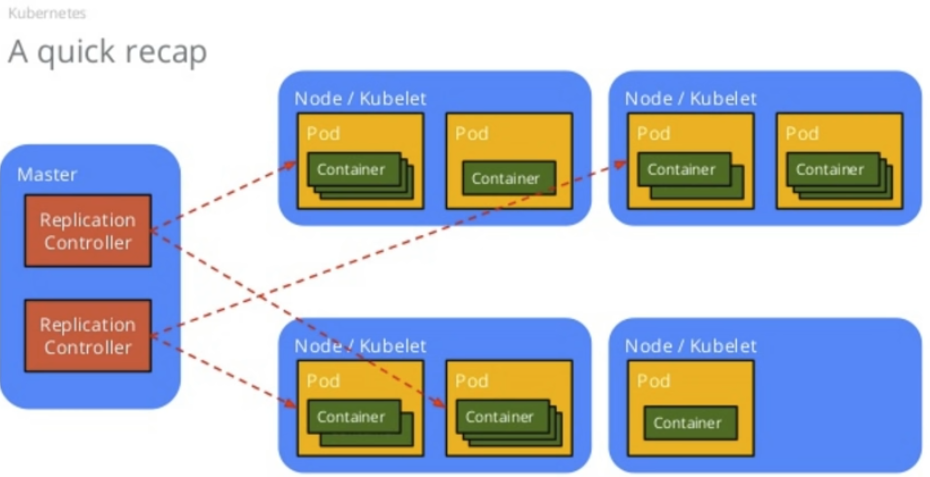 Kubernetes
A quick recap
Master
Replication
Controller
Replication
Controller
Node / Kubelet
Pod
Container
Pod
Container
Node / Kubelet
Pod
Container
Pod
Container
Node / Kubelet
Pod
Container
Pod
Container
Node / Kubelet
Pod
Container